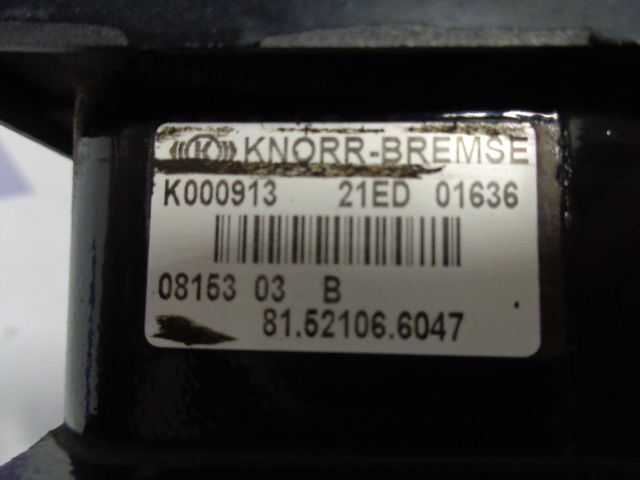 KNORR-BREMSE
K000913 21ED 01636
08153 03 B
81.52106.6047